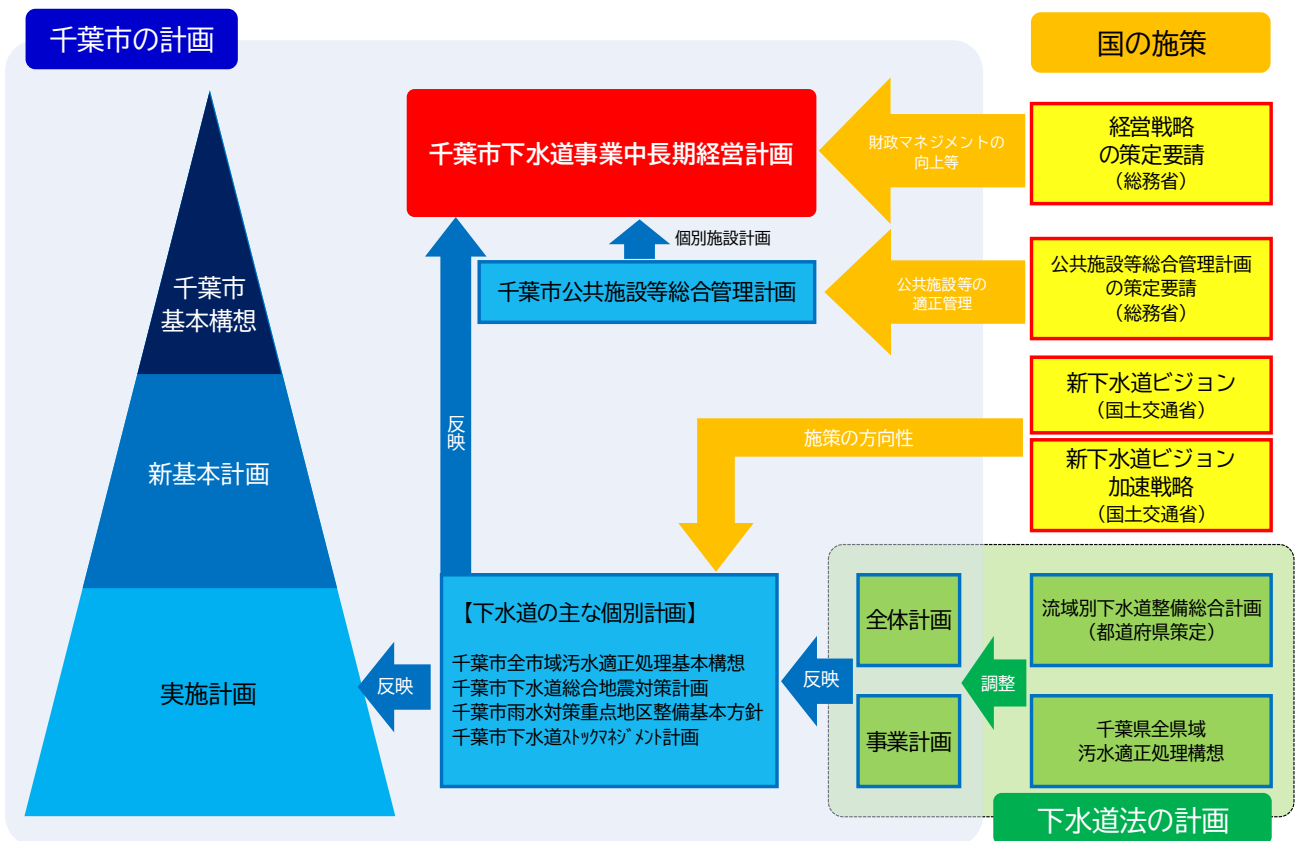 千葉市の計画
国の施策
千葉市
基本構想
新基本計画
実施計画
千葉市下水道事業中長期経営計画
財政マネジメントの
向上等
経営戦略
の策定要請
（総務省）
個別施設計画
千葉市公共施設等総合管理計画
公共施設等の
適正管理
公共施設等総合管理計画
の策定要請
（総務省）
反映
施策の方向性
新下水道ビジョン
（国土交通省）
新下水道ビジョン
加速戦略
（国土交通省）
反映
【下水道の主な個別計画】
千葉市全市域汚水適正処理基本構想
千葉市下水道総合地震対策計画
千葉市雨水対策重点地区整備基本方針
千葉市下水道ｽﾄｯｸﾏﾈｼﾞﾒﾝﾄ計画
反映
全体計画
事業計画
調整
流域別下水道整備総合計画
（都道府県策定）
千葉県全県域
汚水適正処理構想
下水道法の計画